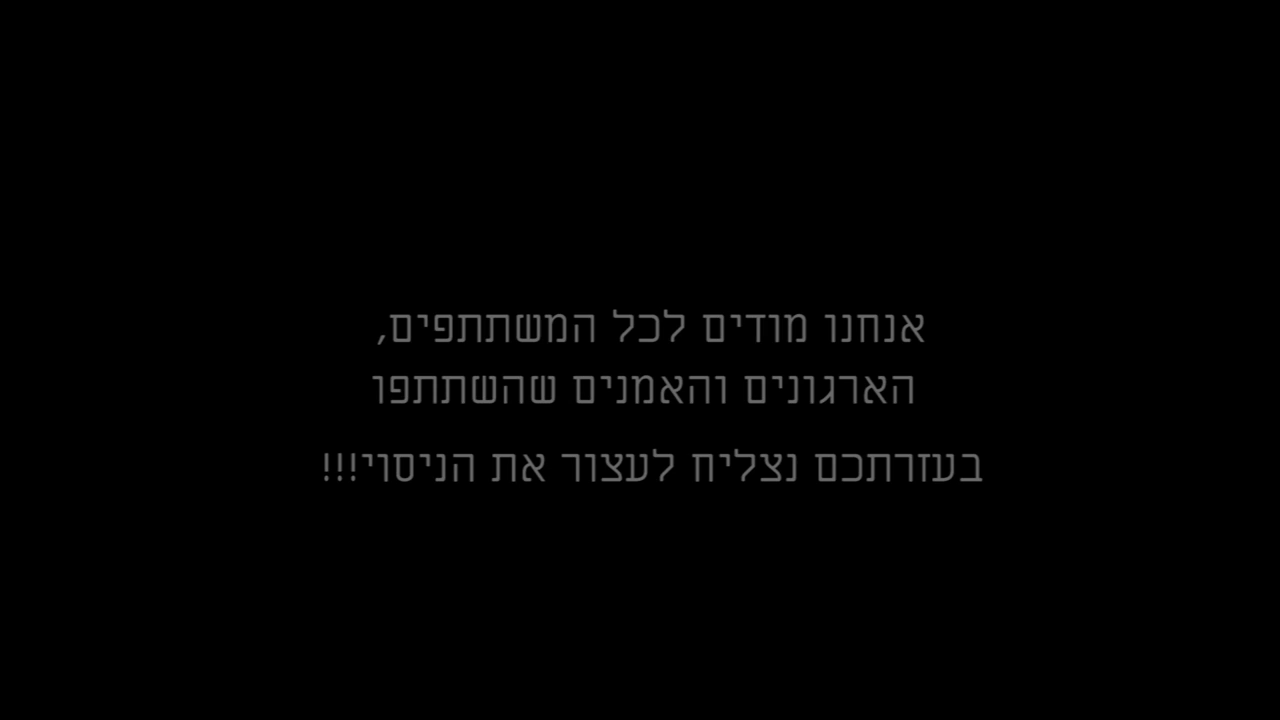 אנחנו מודים לכל המשתתפים,
הארגונים והאמנים שהשתתפו
בעזרתכם נצליח לעצור את הניסוי!!!